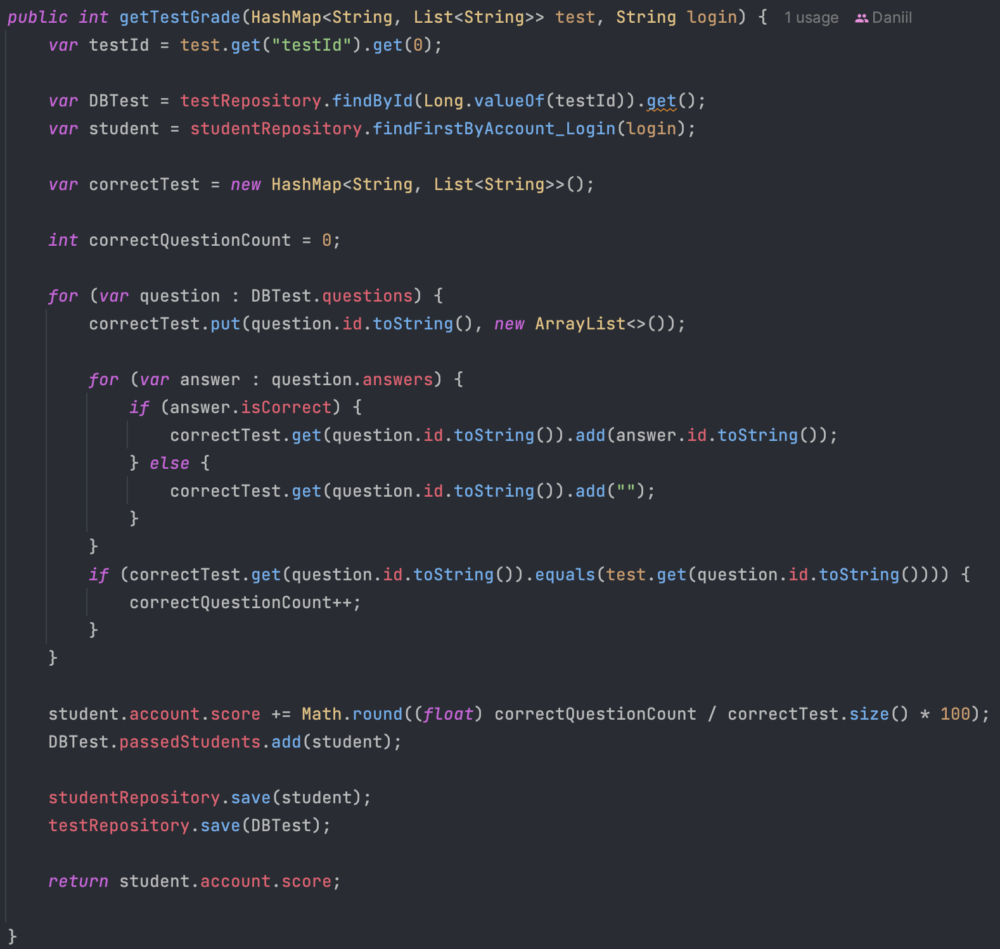 public int getTestGrade(HashMap<String, List<String>> test, String login) { 1 usage Daniil
    var testId = test.get("testId").get(0);

    var DBTest = testRepository.findById(Long.valueOf(testId)).get();
    var student = studentRepository.findFirstByAccount_Login(login);

    var correctTest = new HashMap<String, List<String>>();

    int correctQuestionCount = 0;

    for (var question : DBTest.questions) {
        correctTest.put(question.id.toString(), new ArrayList<>());

        for (var answer : question.answers) {
            if (answer.isCorrect) {
                correctTest.get(question.id.toString()).add(answer.id.toString());
            } else {
                correctTest.get(question.id.toString()).add("");
            }
        }
        if (correctTest.get(question.id.toString()).equals(test.get(question.id.toString()))) {
            correctQuestionCount++;
        }
    }

    student.account.score += Math.round((float) correctQuestionCount / correctTest.size() * 100);
    DBTest.passedStudents.add(student);

    studentRepository.save(student);
    testRepository.save(DBTest);

    return student.account.score;

}